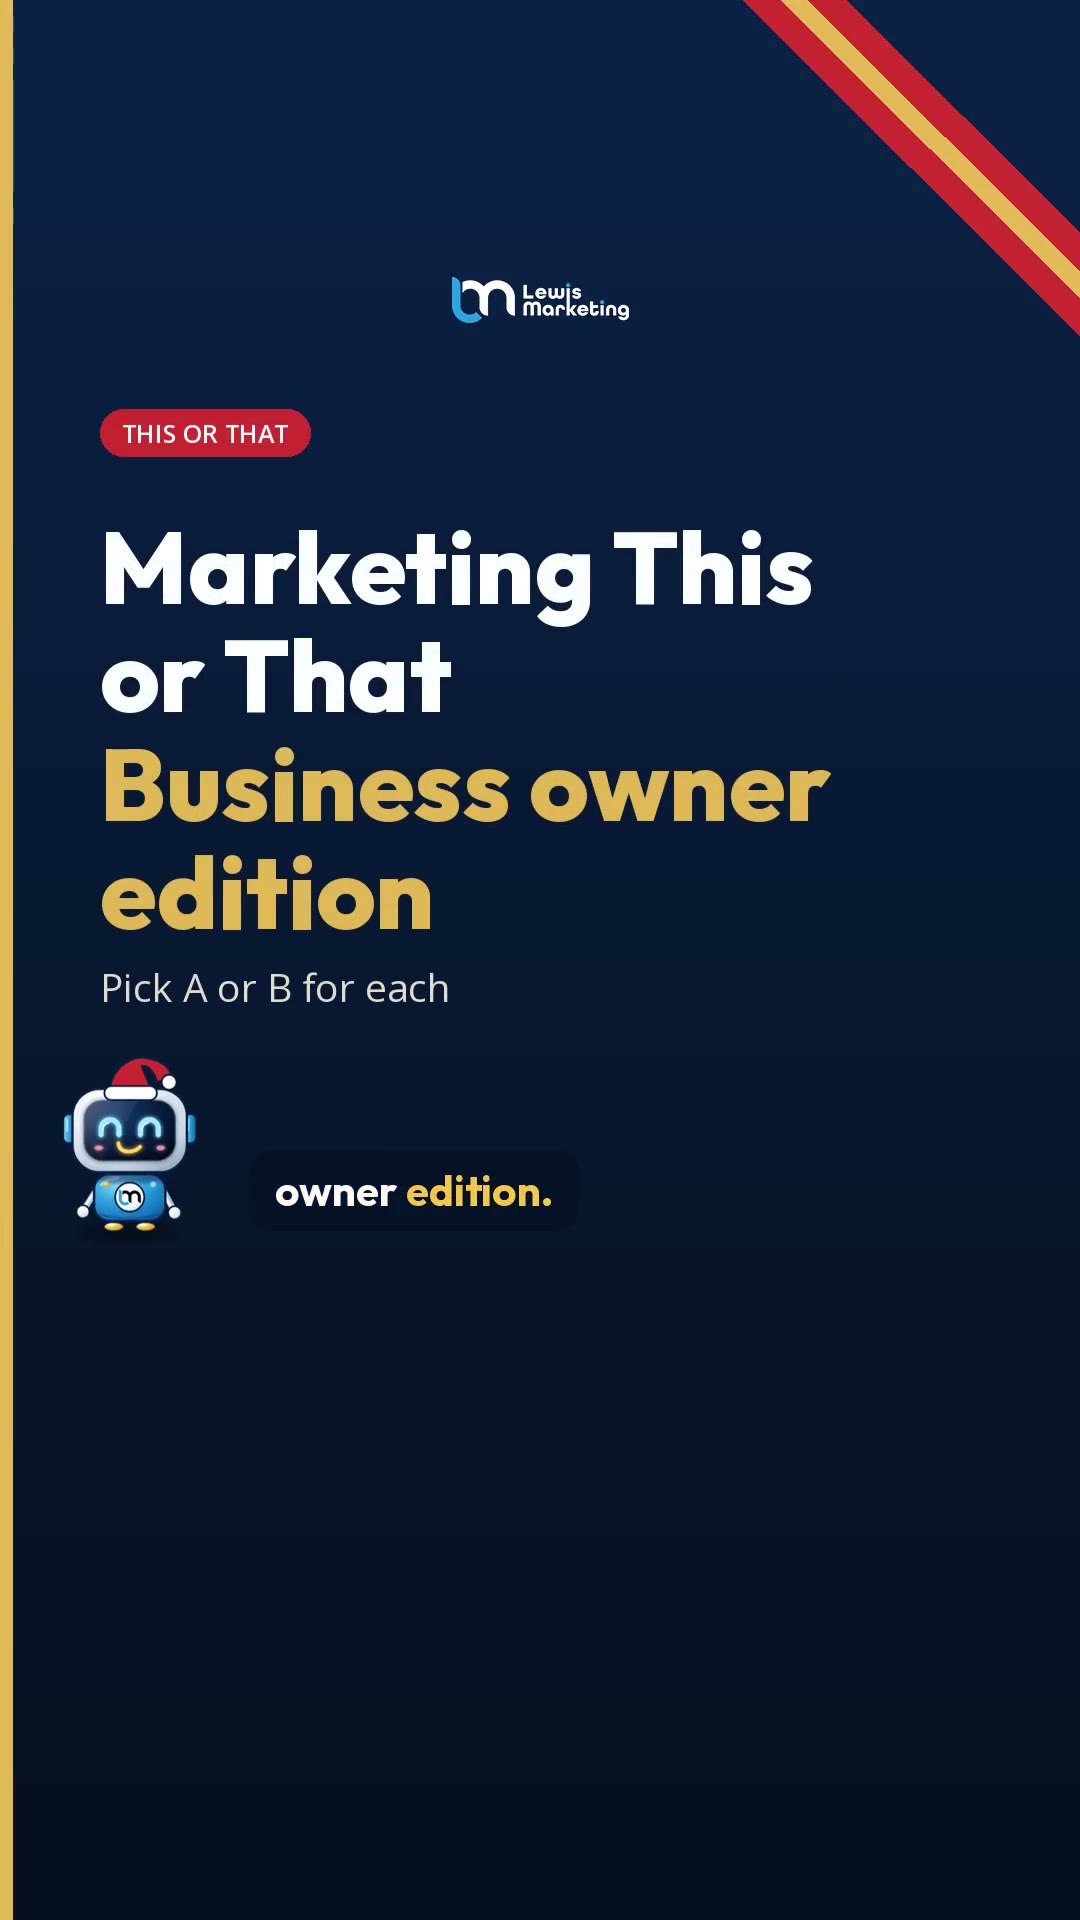 Lewis
Marketing
THIS OR THAT
Marketing This
or That
Business owner
edition
Pick A or B for each
owner edition.